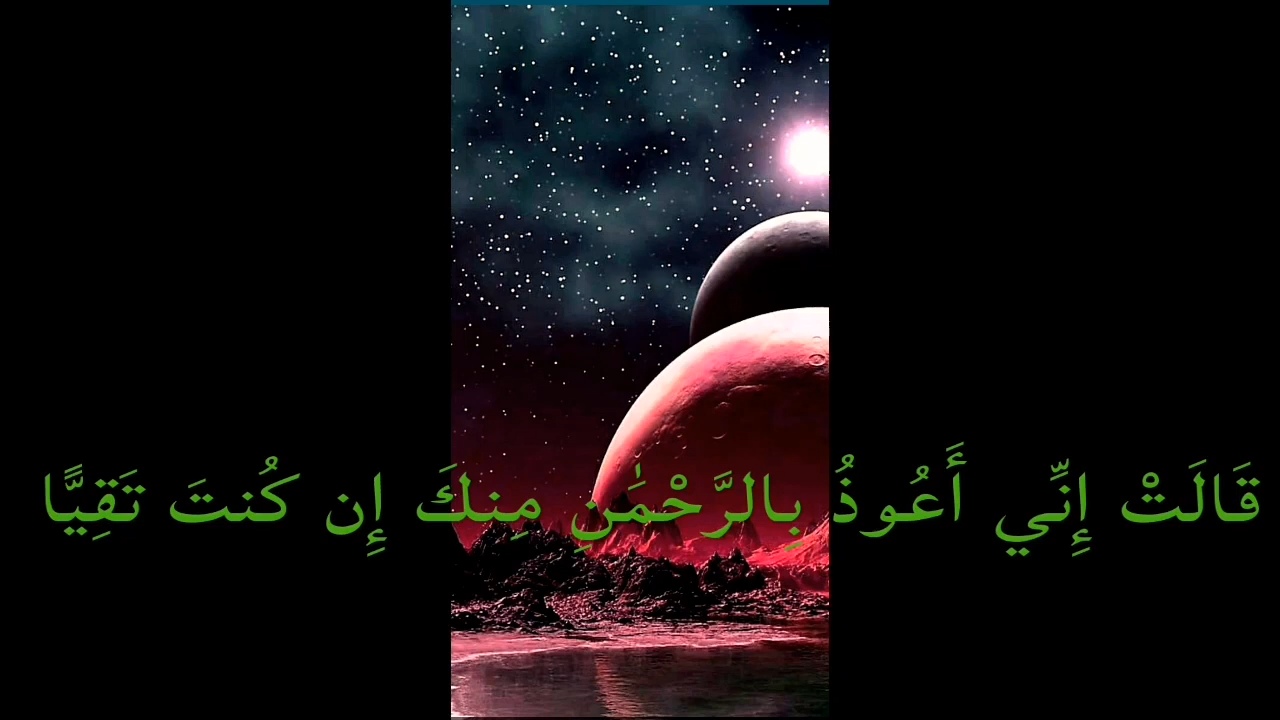 قَالَتْ إِنِّي أَعُوذُ بِالرَّحْمَٰنِ مِنكَ إِن كُنتَ تَقِيًّا